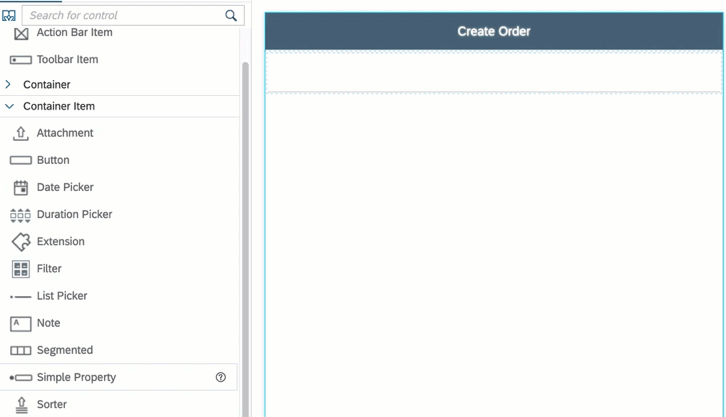 Search for control
Create Order
Action Bar Item
Toolbar Item
Container
Container Item
Attachment
Button
Date Picker
Duration Picker
Extension
Filter
List Picker
A Note
Segmented
Simple Property
Sorter